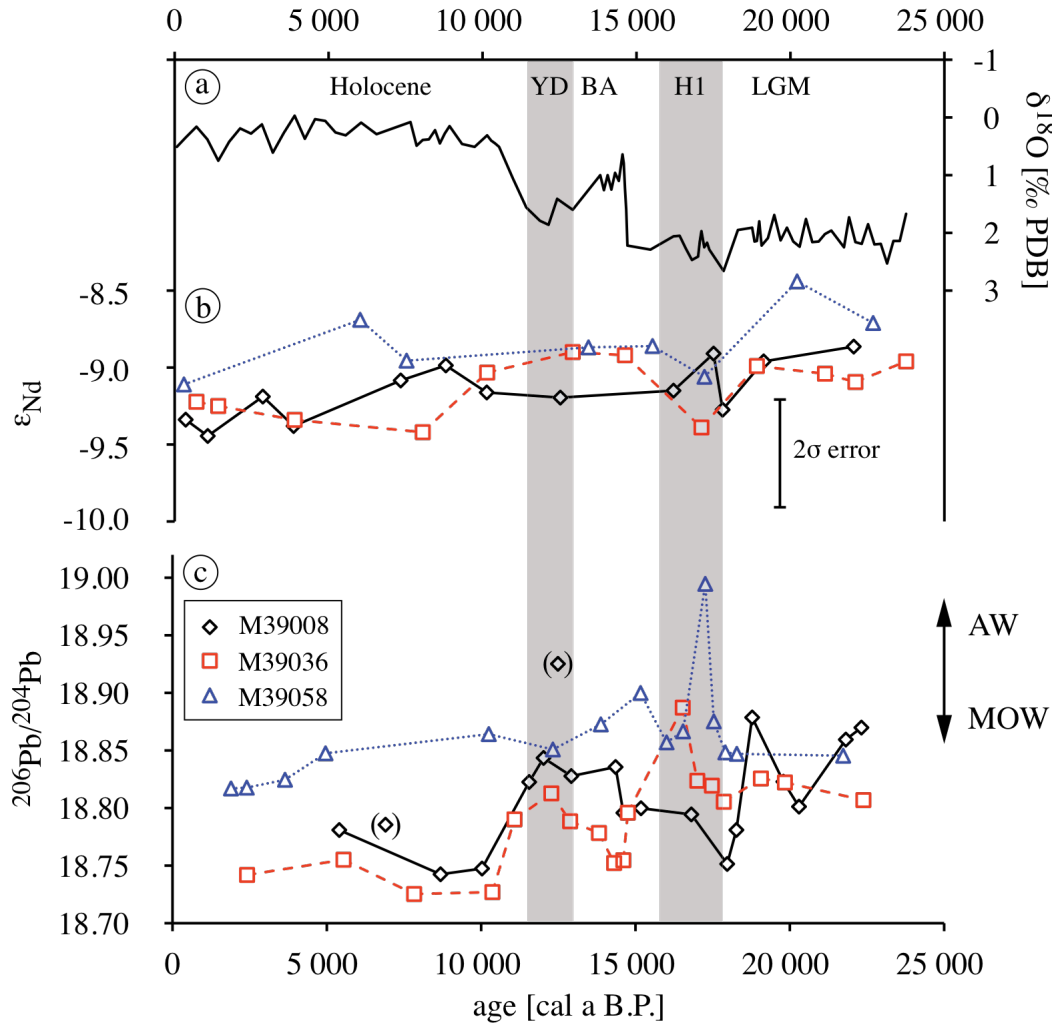 0 5 000 10 000 15 000 20 000 25 000
a Holocene YD BA H1 LGM
-1
0
1
2
3
δ18O [‰ PDB]
b
-8.5
-9.0
-9.5
-10.0
εNd
2σ error
c
19.00
18.95
18.90
18.85
18.80
18.75
18.70
206Pb/204Pb
M39008
M39036
M39058
( )
( )
AW
MOW
0 5 000 10 000 15 000 20 000 25 000
age [cal a B.P.]